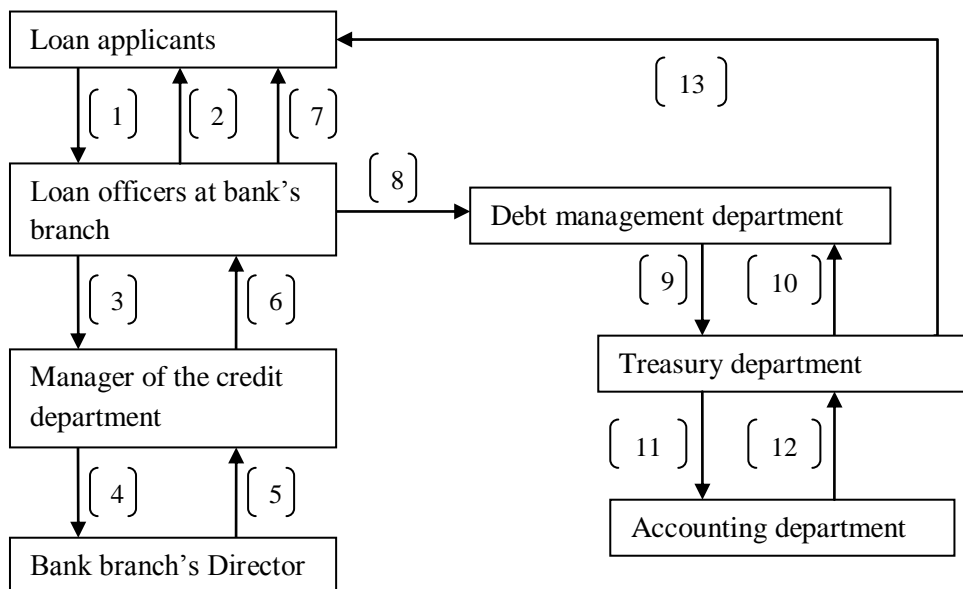 Loan applicants
13
1
2
7
Loan officers at bank’s
branch
8
Debt management department
3
6
9
10
Manager of the credit
department
Treasury department
4
5
11
12
Bank branch’s Director
Accounting department